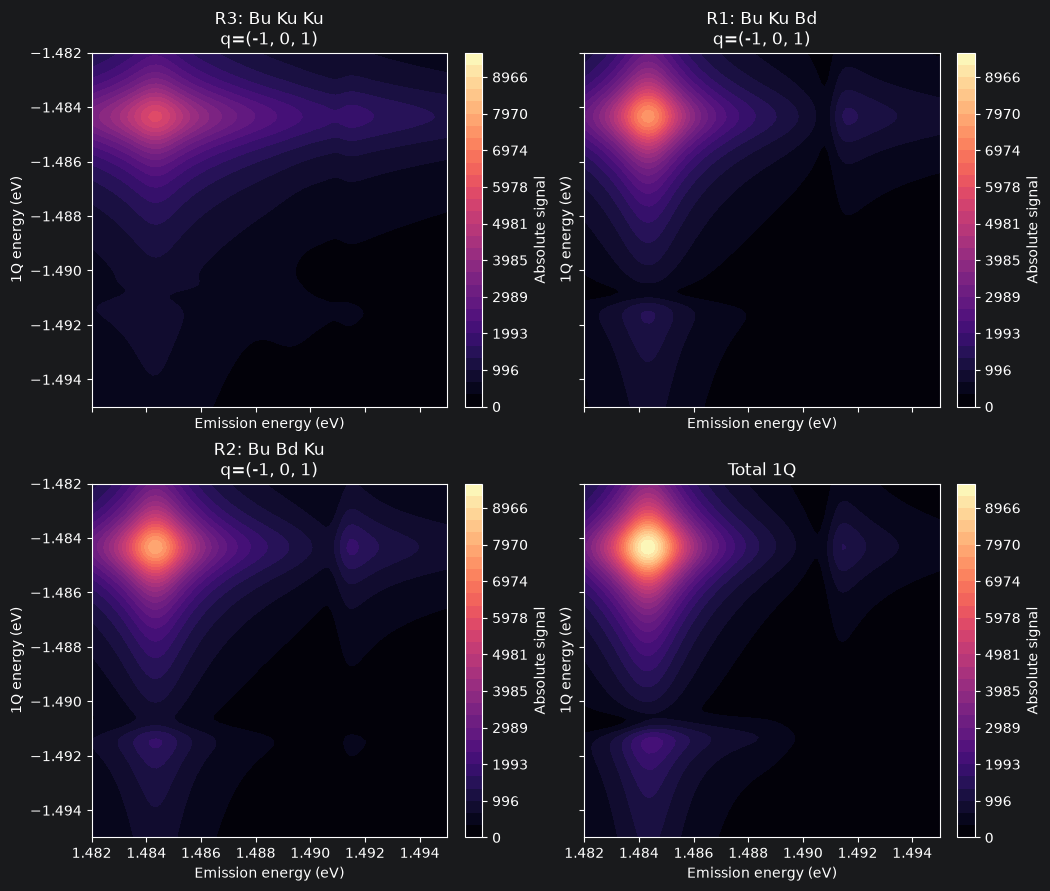 R3: Bu Ku Ku
q=(-1, 0, 1)
R1: Bu Ku Bd
q=(-1, 0, 1)
−1.482
−1.484
−1.486
−1.488
−1.490
−1.492
−1.494
1Q energy (eV)
Emission energy (eV)
8966
7970
6974
5978
4981
3985
2989
1993
996
0
Absolute signal
1Q energy (eV)
Emission energy (eV)
8966
7970
6974
5978
4981
3985
2989
1993
996
0
Absolute signal
R2: Bu Bd Ku
q=(-1, 0, 1)
Total 1Q
−1.482
−1.484
−1.486
−1.488
−1.490
−1.492
−1.494
1Q energy (eV)
1.482 1.484 1.486 1.488 1.490 1.492 1.494
Emission energy (eV)
8966
7970
6974
5978
4981
3985
2989
1993
996
0
Absolute signal
1Q energy (eV)
1.482 1.484 1.486 1.488 1.490 1.492 1.494
Emission energy (eV)
8966
7970
6974
5978
4981
3985
2989
1993
996
0
Absolute signal